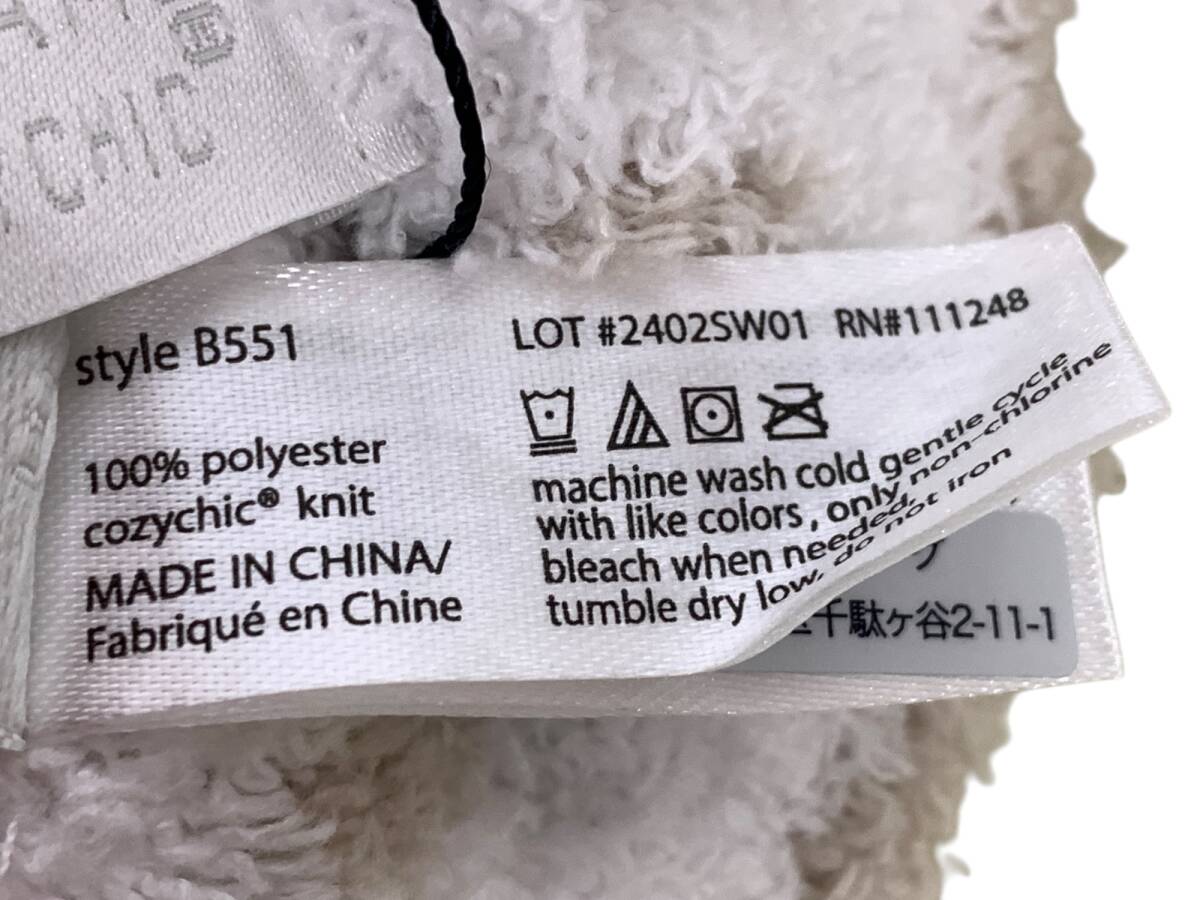 CHIC
style B551
100% polyester
cozychic® knit
MADE IN CHINA/
Fabriqué en Chine
LOT #2402SW01 RN#111248
machine wash cold gentle cycle
with like colors, only non-chlorine
bleach when needed,
tumble dry low, do not iron
千駄ヶ谷2-11-1